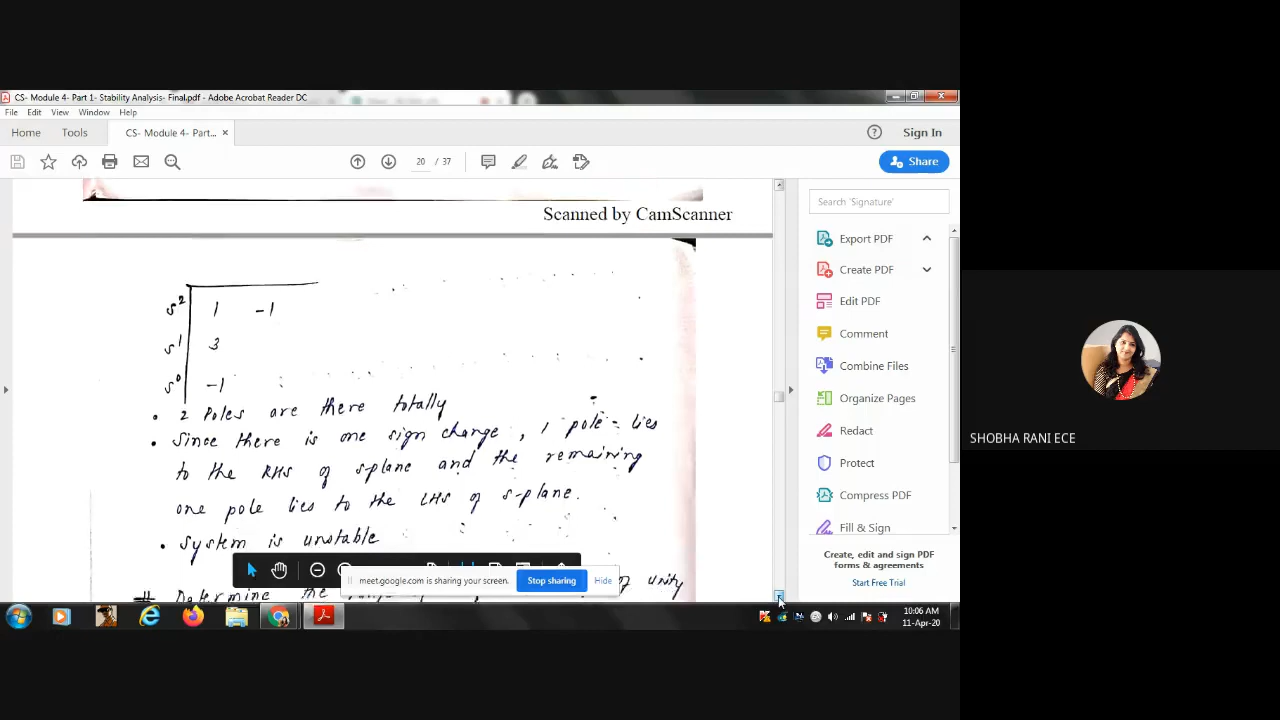 CS- Module 4- Part 1- Stability Analysis- Final.pdf - Adobe Acrobat Reader DC
File Edit View Window Help
Home Tools CS- Module 4- Part... × Sign In
20 / 37 Share
Scanned by CamScanner
s² 1 -1
s¹ 3
s⁰ -1
• 2 Poles are there totally
• Since there is one sign change, 1 pole lies
to the RHS of s-plane and the remaining
one pole lies to the LHS of s-plane.
• System is unstable
# Determine the of unity
meet.google.com is sharing your screen. Stop sharing Hide
Search 'Signature'
Export PDF
Create PDF
Edit PDF
Comment
Combine Files
Organize Pages
Redact
Protect
Compress PDF
Fill & Sign
Create, edit and sign PDF
forms & agreements
Start Free Trial
10:06 AM
11-Apr-20
SHOBHA RANI ECE